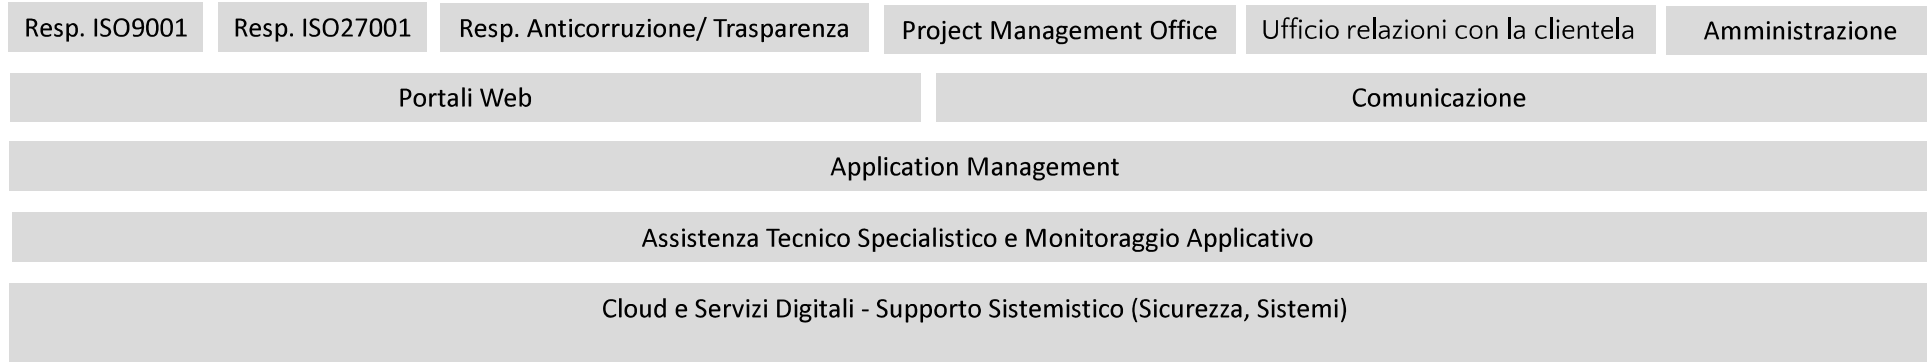 Resp. ISO9001
Resp. ISO27001
Resp. Anticorruzione/ Trasparenza
Project Management Office
Ufficio relazioni con la clientela
Amministrazione
Portali Web
Comunicazione
Application Management
Assistenza Tecnico Specialistico e Monitoraggio Applicativo
Cloud e Servizi Digitali - Supporto Sistemistico (Sicurezza, Sistemi)